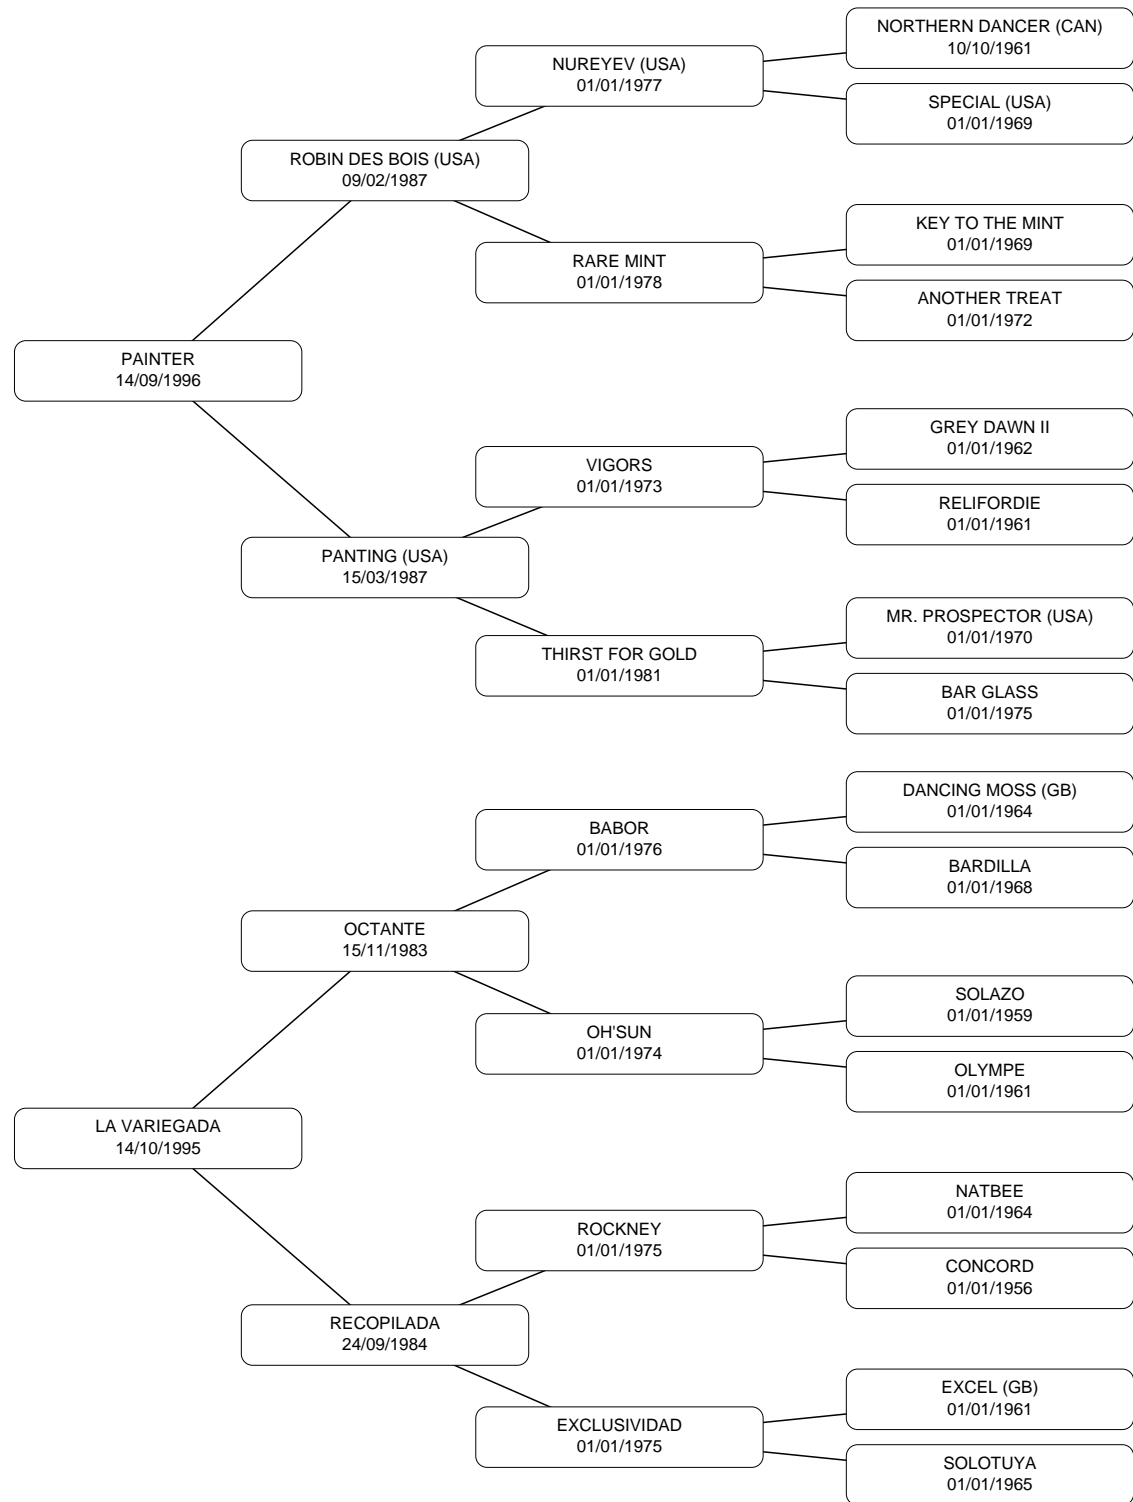 NORTHERN DANCER (CAN)
10/10/1961
NUREYEV (USA)
01/01/1977
SPECIAL (USA)
01/01/1969
ROBIN DES BOIS (USA)
09/02/1987
KEY TO THE MINT
01/01/1969
RARE MINT
01/01/1978
ANOTHER TREAT
01/01/1972
PAINTER
14/09/1996
GREY DAWN II
01/01/1962
VIGORS
01/01/1973
RELIFORDIE
01/01/1961
PANTING (USA)
15/03/1987
MR. PROSPECTOR (USA)
01/01/1970
THIRST FOR GOLD
01/01/1981
BAR GLASS
01/01/1975
DANCING MOSS (GB)
01/01/1964
BABOR
01/01/1976
BARDILLA
01/01/1968
OCTANTE
15/11/1983
SOLAZO
01/01/1959
OH'SUN
01/01/1974
OLYMPE
01/01/1961
LA VARIEGADA
14/10/1995
NATBEE
01/01/1964
ROCKNEY
01/01/1975
CONCORD
01/01/1956
RECOPILADA
24/09/1984
EXCEL (GB)
01/01/1961
EXCLUSIVIDAD
01/01/1975
SOLOTUYA
01/01/1965